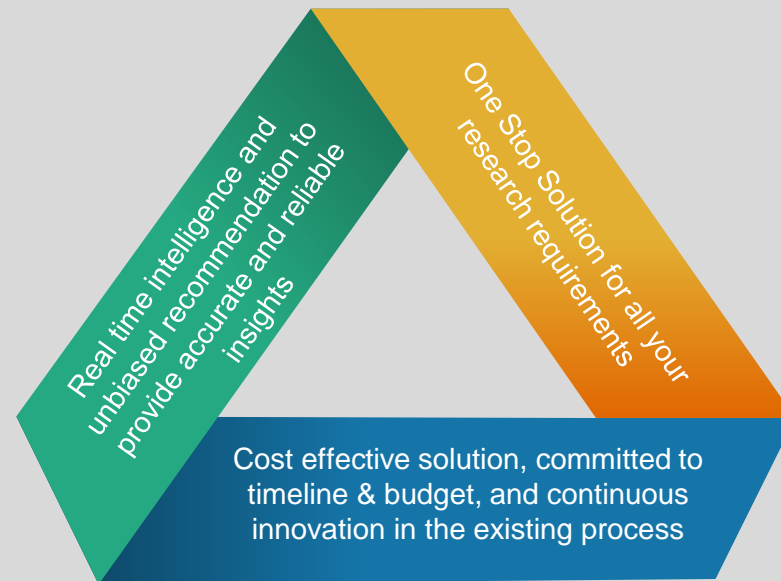 Real time intelligence and
unbiased recommendation to
provide accurate and reliable
insights
One Stop Solution for all your
research requirements
Cost effective solution, committed to
timeline & budget, and continuous
innovation in the existing process